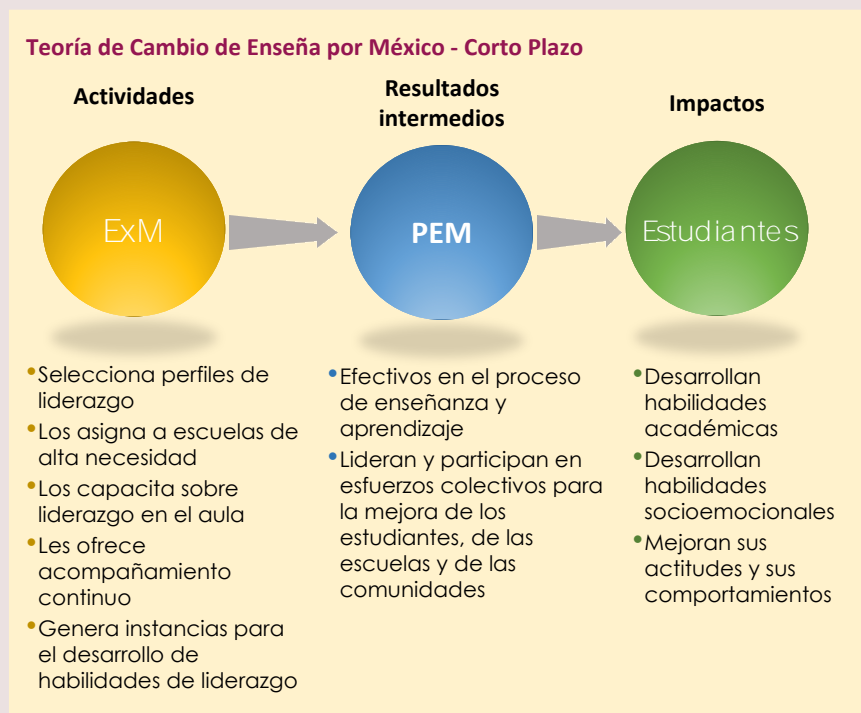 Teoría de Cambio de Enseña por México - Corto Plazo
Actividades
ExM
•Selecciona perfiles de
liderazgo
•Los asigna a escuelas de
alta necesidad
•Los capacita sobre
liderazgo en el aula
•Les ofrece
acompañamiento
continuo
•Genera instancias para
el desarrollo de
habilidades de liderazgo
Resultados
intermedios
PEM
•Efectivos en el proceso
de enseñanza y
aprendizaje
•Lideran y participan en
esfuerzos colectivos para
la mejora de los
estudiantes, de las
escuelas y de las
comunidades
Impactos
Estudiantes
•Desarrollan
habilidades
académicas
•Desarrollan
habilidades
socioemocionales
•Mejoran sus
actitudes y sus
comportamientos